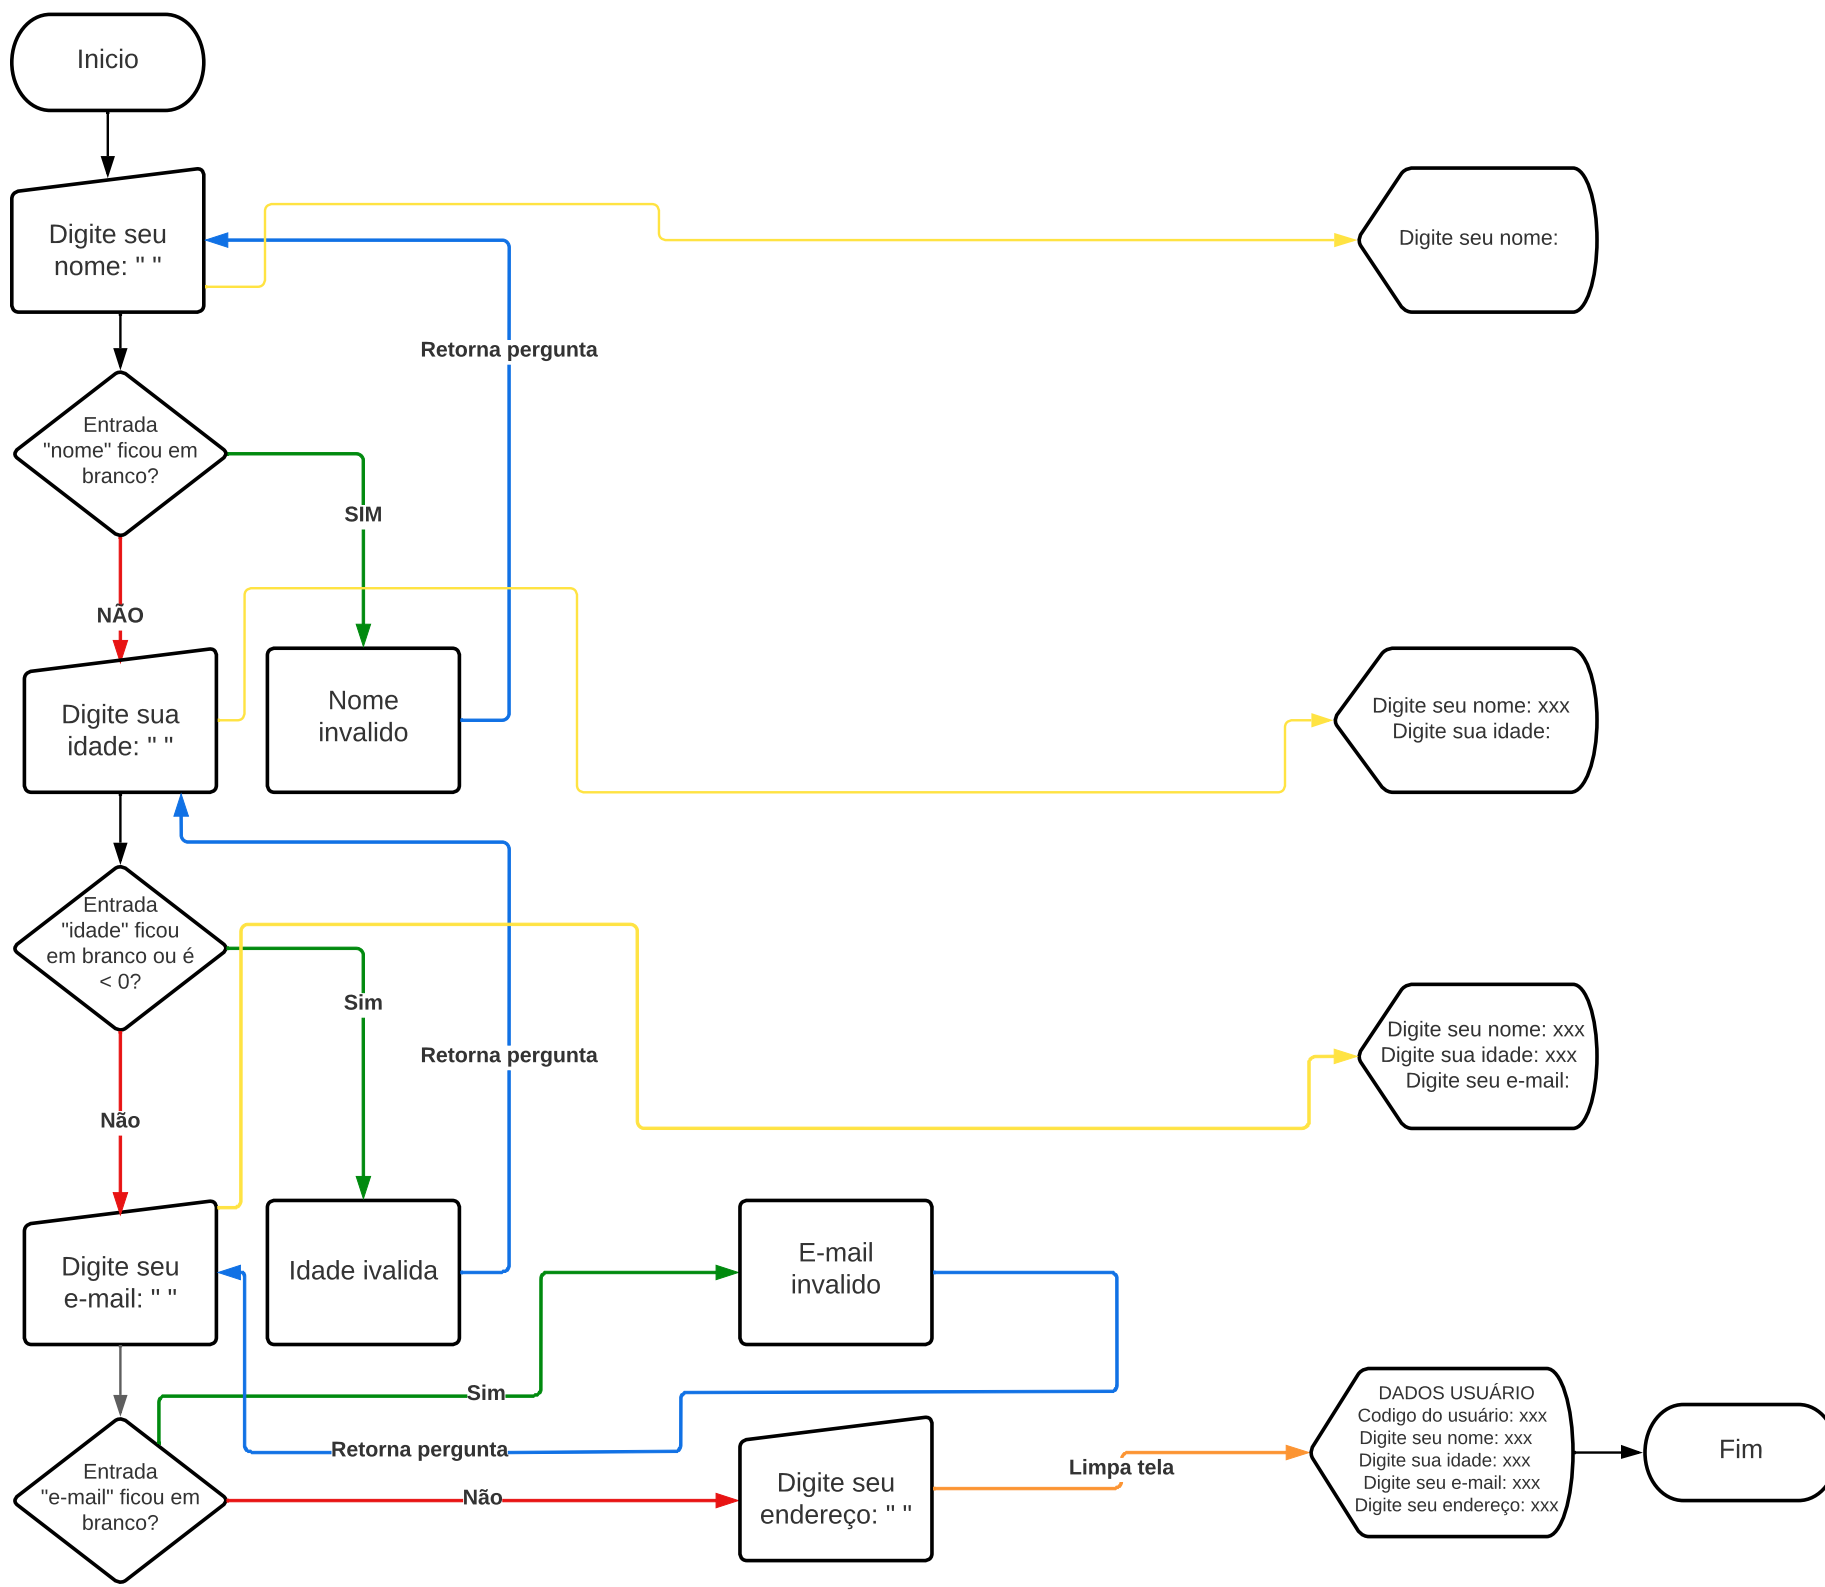 Inicio
Digite seu
nome: " "
Digite seu nome:
Retorna pergunta
Entrada
"nome" ficou em
branco?
SIM
NÃO
Digite sua
idade: " "
Nome
invalido
Digite seu nome: xxx
Digite sua idade:
Entrada
"idade" ficou
em branco ou é
< 0?
Sim
Retorna pergunta
Digite seu nome: xxx
Digite sua idade: xxx
Digite seu e-mail:
Não
Digite seu
e-mail: " "
Idade ivalida
E-mail
invalido
Sim
Retorna pergunta
Entrada
"e-mail" ficou em
branco?
Não
Digite seu
endereço: " "
Limpa tela
DADOS USUÁRIO
Codigo do usuário: xxx
Digite seu nome: xxx
Digite sua idade: xxx
Digite seu e-mail: xxx
Digite seu endereço: xxx
Fim